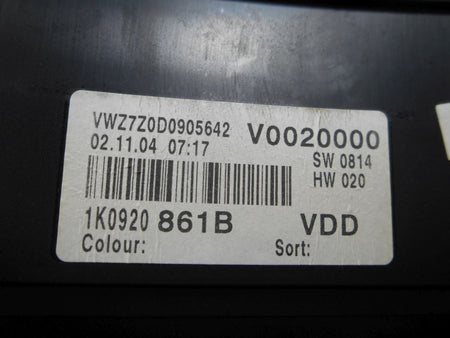 VWZ7Z0D0905642 V0020000
02.11.04 07:17 SW 0814
HW 020
1K0920 861B VDD
Colour: Sort: